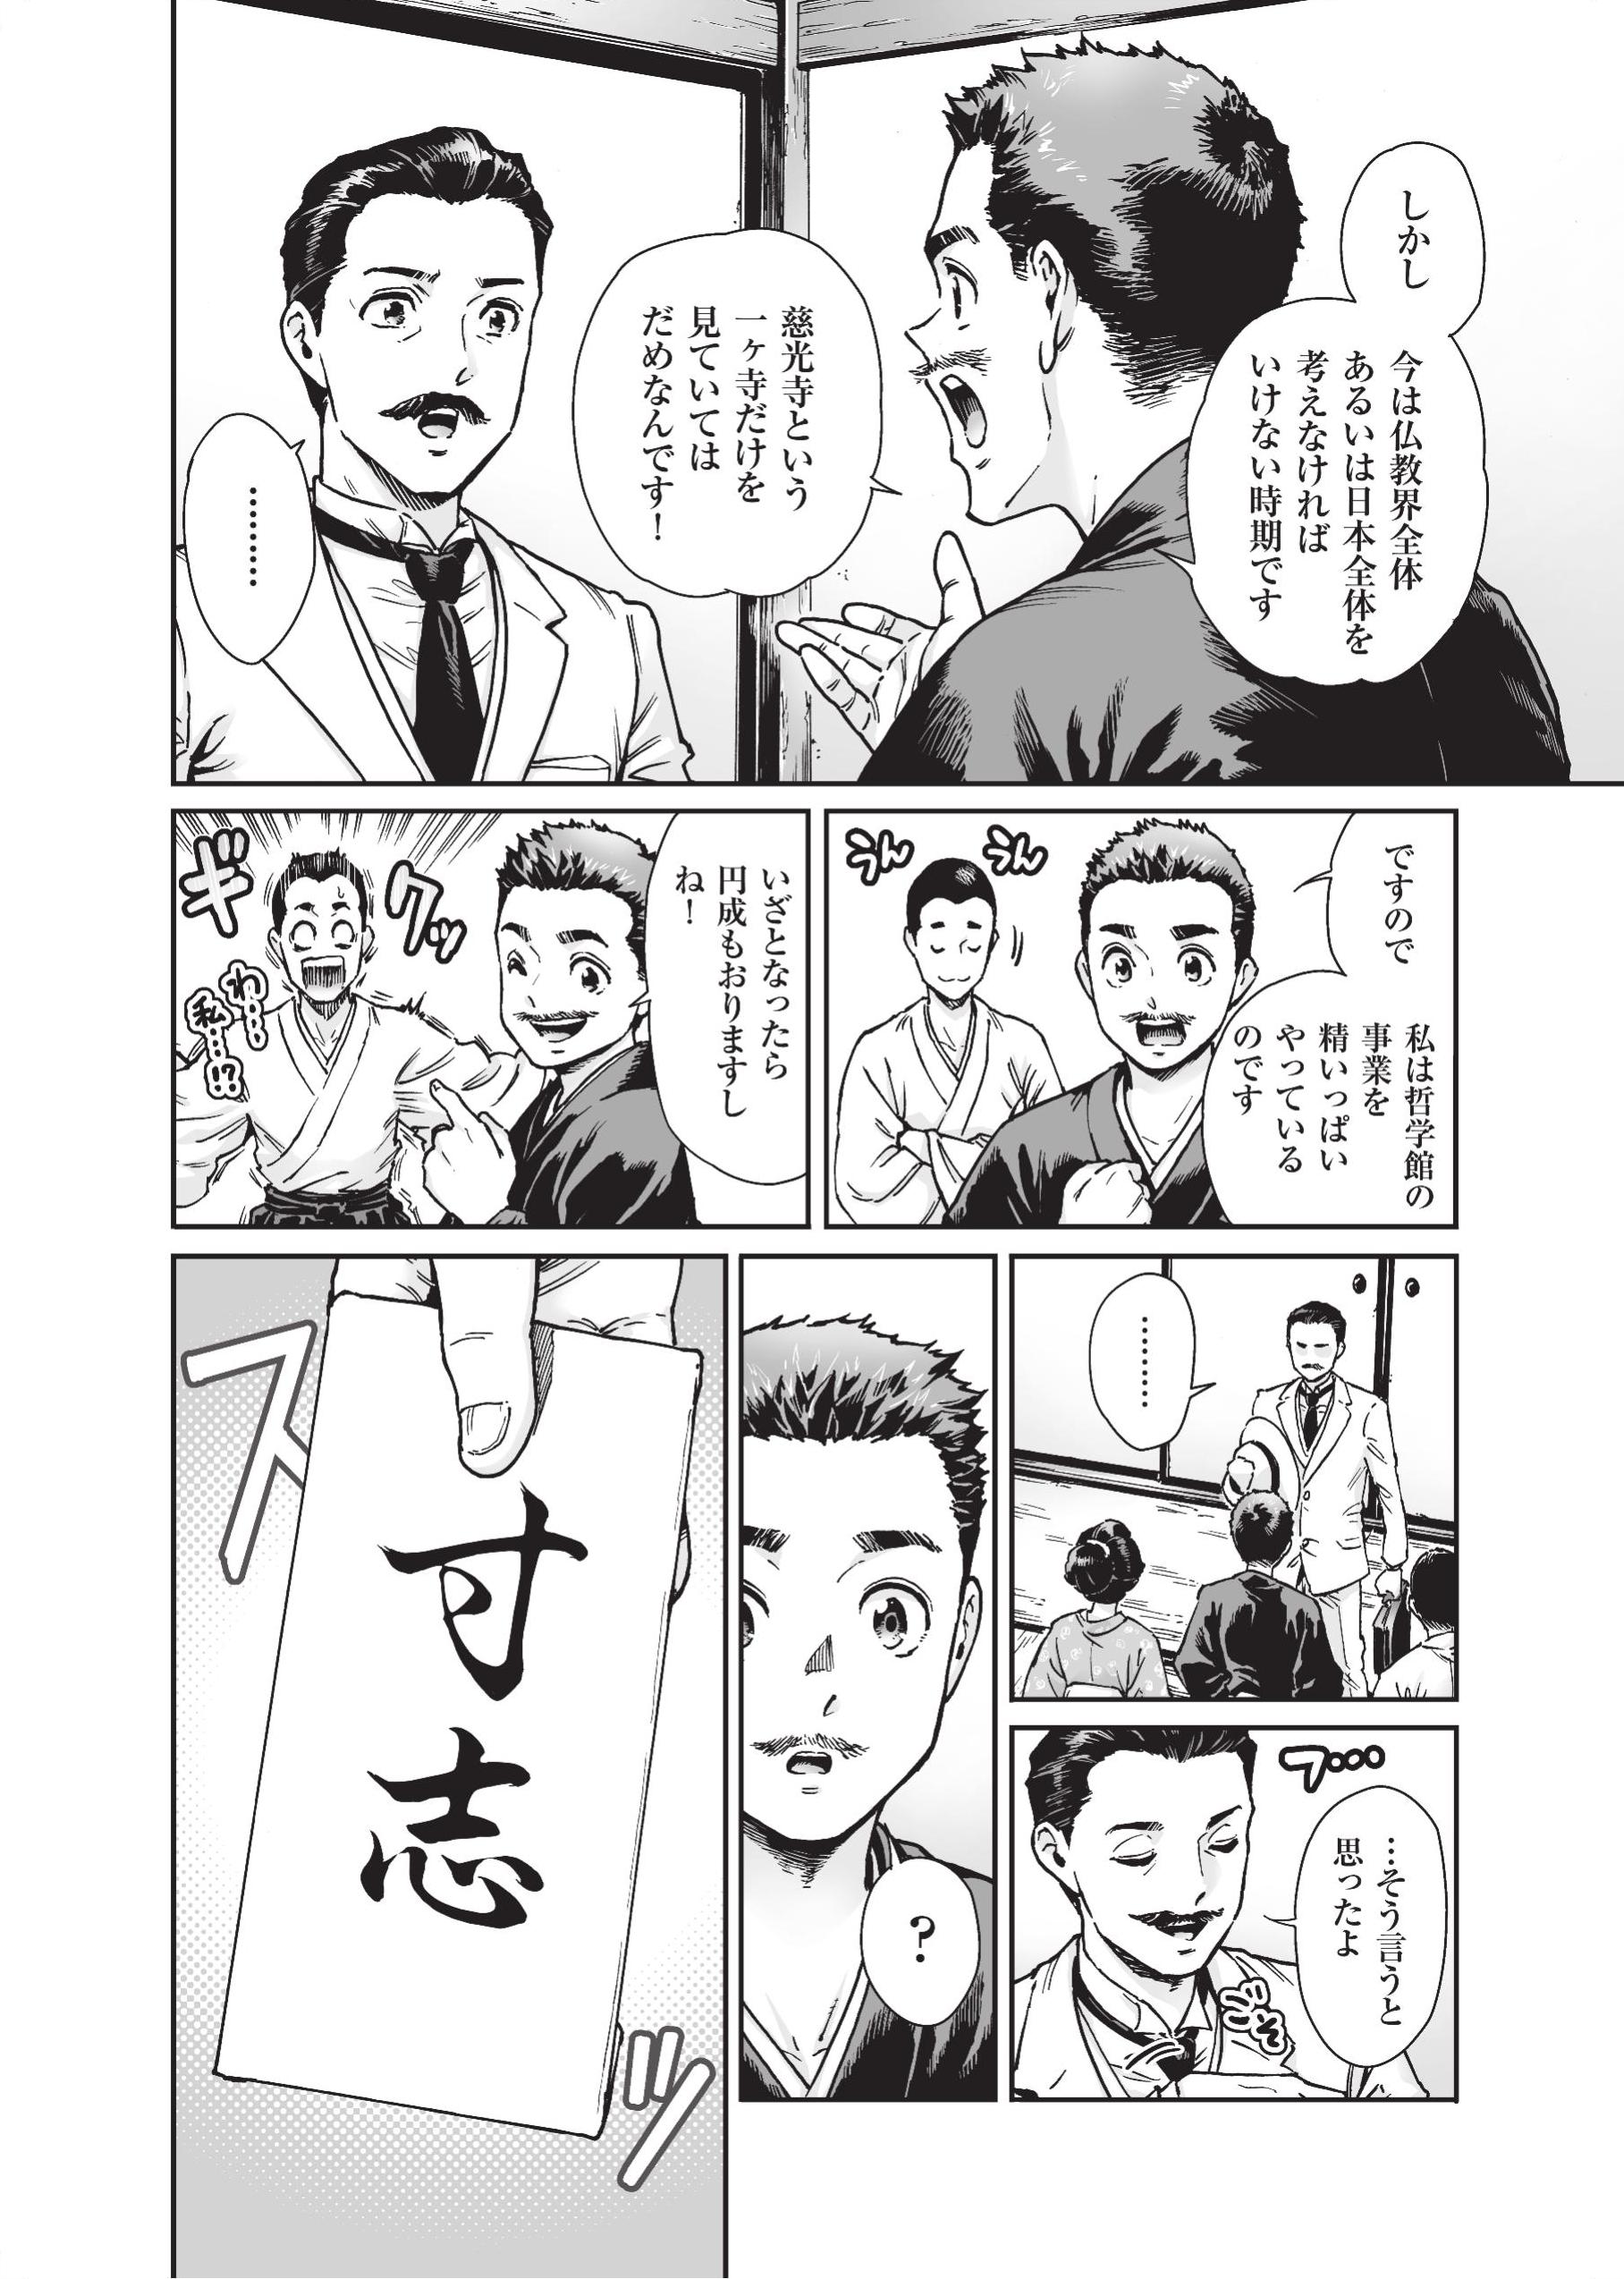 しかし
今は仏教界全体
あるいは日本全体を
考えなければ
いけない時期です
慈光寺という
一ヶ寺だけを
見ていては
だめなんです！
………
ですので
私は哲学館の
事業を
精いっぱい
やっている
のです
うん
うん
いざとなったら
円成もおりますし
ね！
クッ
ギ
わ…
私…!?
………
フ…
…そう言うと
思ったよ
ごそ
？
スッ
寸志